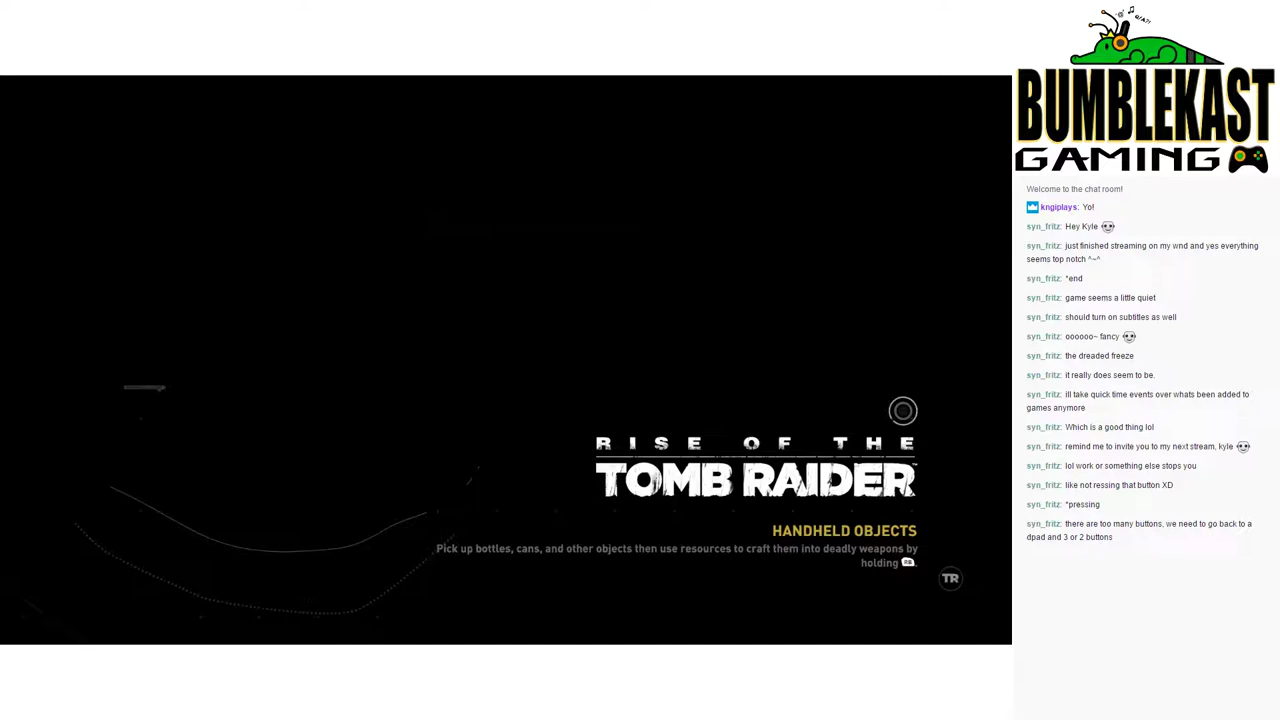 BUMBLEKAST
GAMING
Welcome to the chat room!
kngiplays: Yo!
syn_fritz: Hey Kyle
syn_fritz: just finished streaming on my wnd and yes everything
seems top notch ^~^
syn_fritz: *end
syn_fritz: game seems a little quiet
syn_fritz: should turn on subtitles as well
syn_fritz: oooooo~ fancy
syn_fritz: the dreaded freeze
syn_fritz: it really does seem to be.
syn_fritz: ill take quick time events over whats been added to
games anymore
syn_fritz: Which is a good thing lol
syn_fritz: remind me to invite you to my next stream, kyle
syn_fritz: lol work or something else stops you
syn_fritz: like not ressing that button XD
syn_fritz: *pressing
syn_fritz: there are too many buttons, we need to go back to a
dpad and 3 or 2 buttons
RISE OF THE
TOMB RAIDER
HANDHELD OBJECTS
Pick up bottles, cans, and other objects then use resources to craft them into deadly weapons by
holding RB.
TR